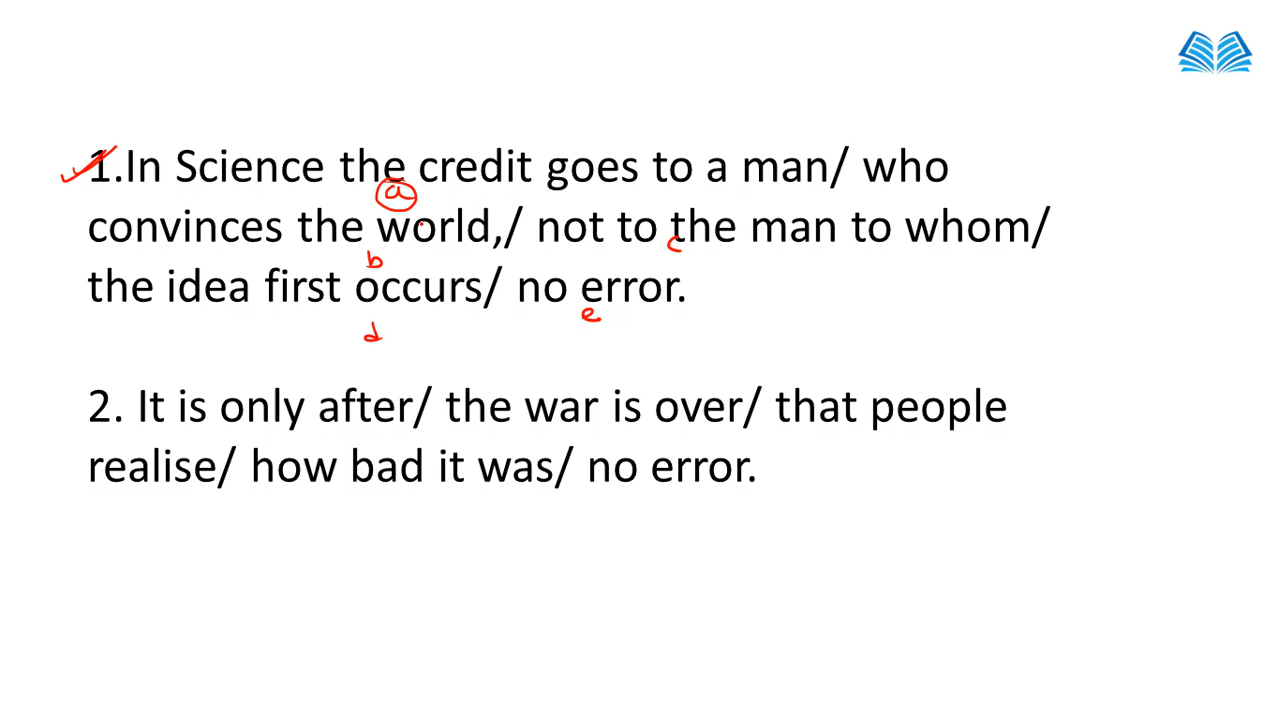 1.In Science the credit goes to a man/ who
a
convinces the world,/ not to the man to whom/
b c
the idea first occurs/ no error.
d e
2. It is only after/ the war is over/ that people
realise/ how bad it was/ no error.